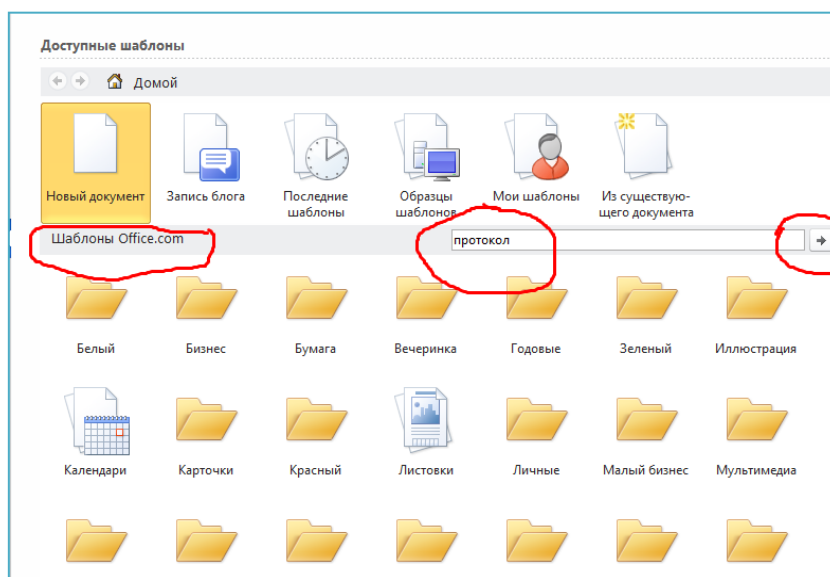 Доступные шаблоны
Домой
Новый документ
Запись блога
Последние
шаблоны
Образцы
шаблонов
Мои шаблоны
Из существую-
щего документа
Шаблоны Office.com
протокол
Белый
Бизнес
Бумага
Вечеринка
Годовые
Зеленый
Иллюстрация
Календари
Карточки
Красный
Листовки
Личные
Малый бизнес
Мультимедиа